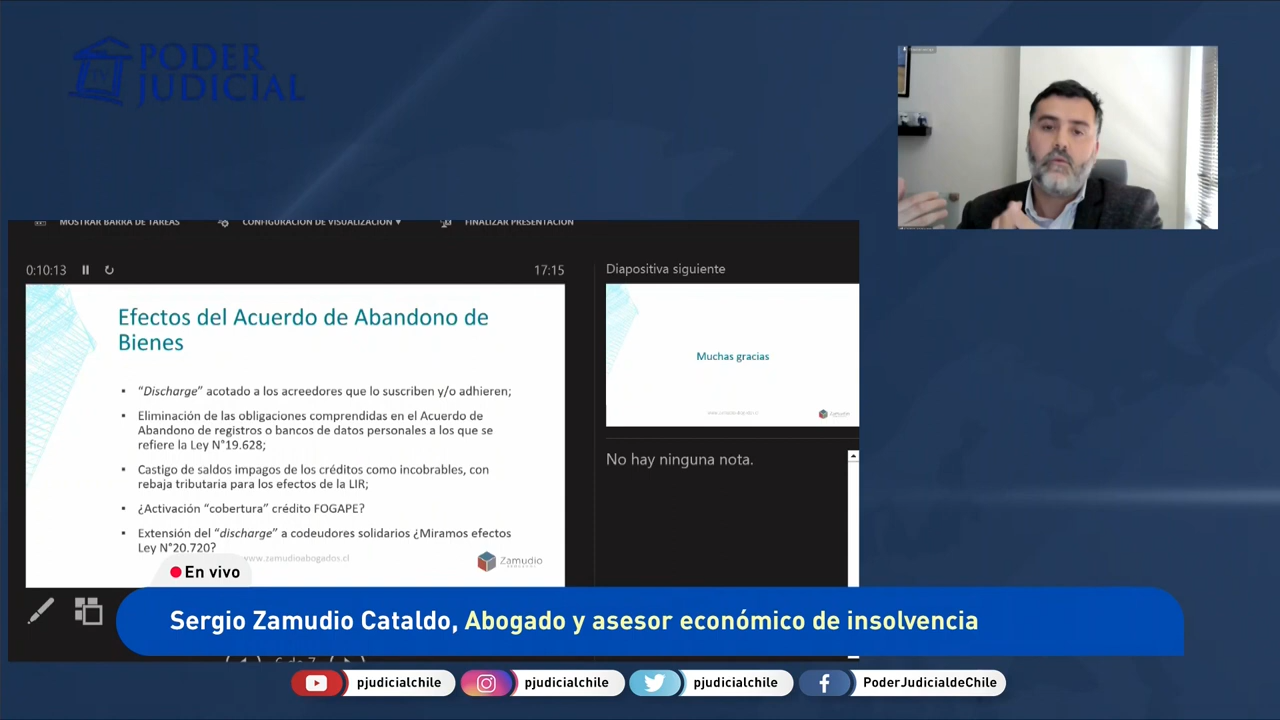 PODER
JUDICIAL
MOSTRAR BARRA DE TAREAS
CONFIGURACIÓN DE VISUALIZACIÓN
FINALIZAR PRESENTACIÓN
0:10:13
17:15
Diapositiva siguiente
Efectos del Acuerdo de Abandono de
Bienes
• “Discharge” acotado a los acreedores que lo suscriben y/o adhieren;
• Eliminación de las obligaciones comprendidas en el Acuerdo de
Abandono de registros o bancos de datos personales a los que se
refiere la Ley N°19.628;
• Castigo de saldos impagos de los créditos como incobrables, con
rebaja tributaria para los efectos de la LIR;
• ¿Activación “cobertura” crédito FOGAPE?
• Extensión del “discharge” a codeudores solidarios ¿Miramos efectos
Ley N°20.720?
www.zamudioabogados.cl
Zamudio
ABOGADOS
Muchas gracias
No hay ninguna nota.
En vivo
Sergio Zamudio Cataldo, Abogado y asesor económico de insolvencia
6 de 7
pjudicialchile
pjudicialchile
pjudicialchile
PoderJudicialdeChile